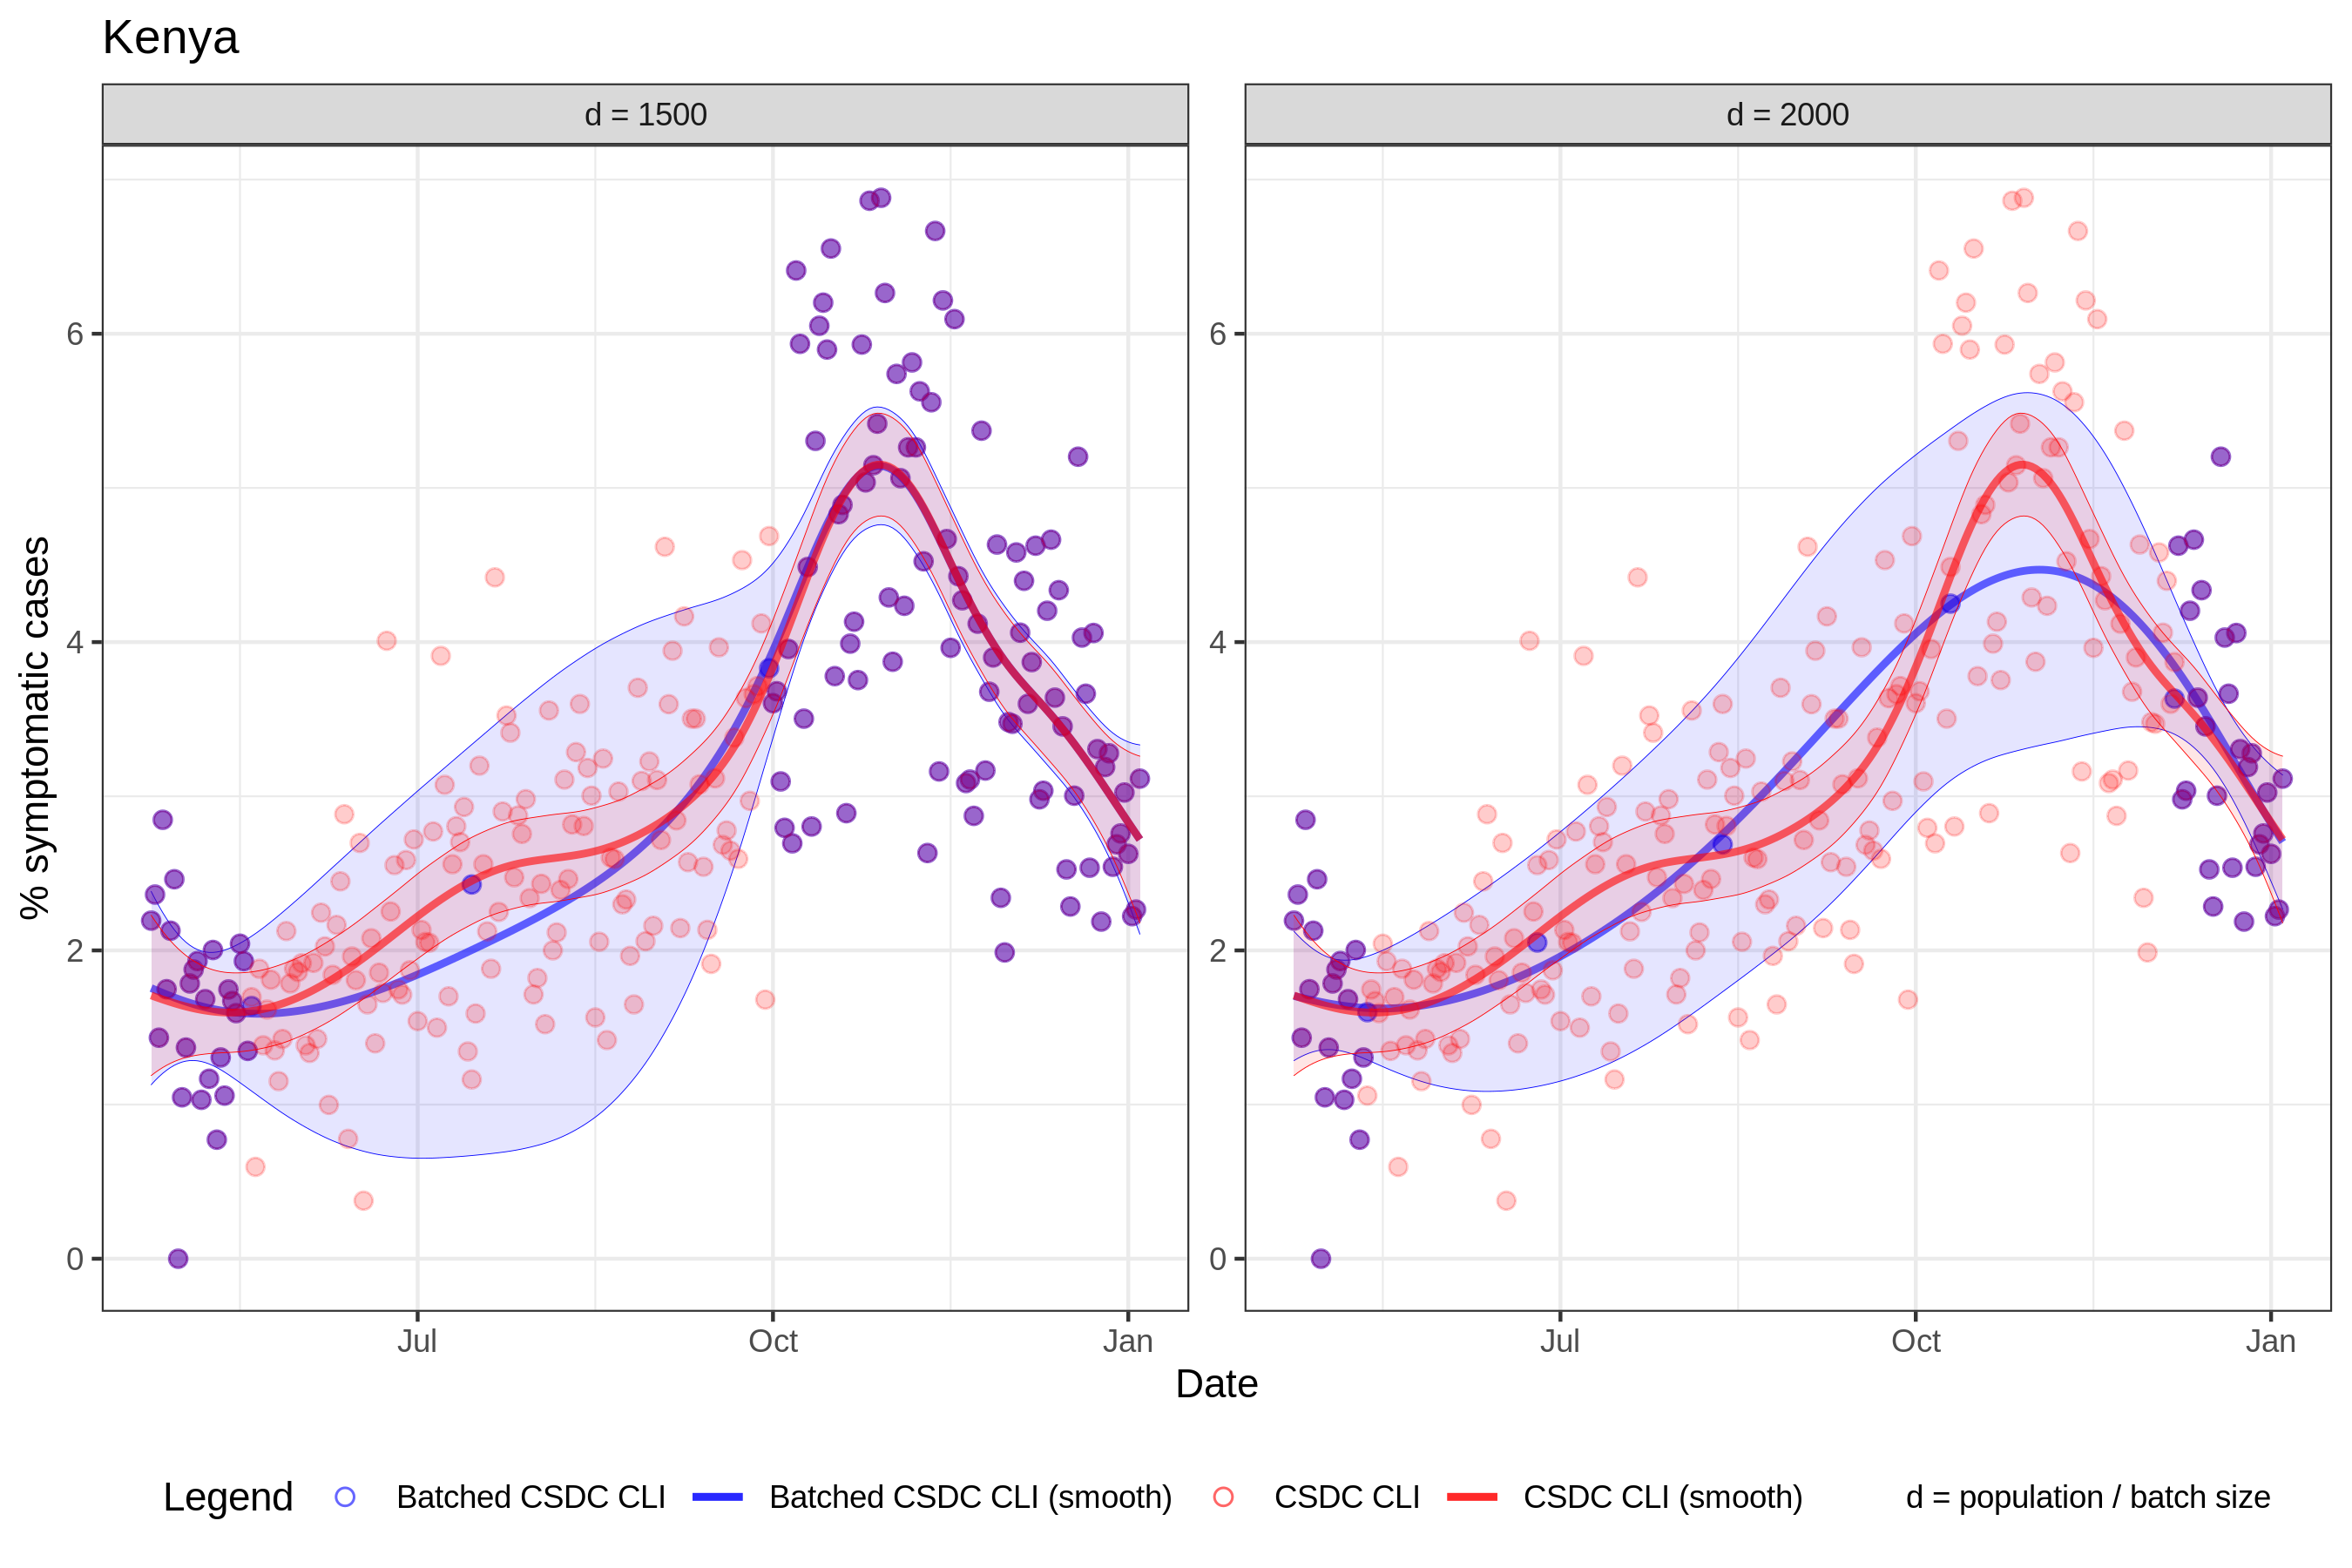 Kenya
d = 1500
d = 2000
% symptomatic cases
6
4
2
0
6
4
2
0
Jul
Oct
Jan
Jul
Oct
Jan
Date
Legend
Batched CSDC CLI
Batched CSDC CLI (smooth)
CSDC CLI
CSDC CLI (smooth)
d = population / batch size